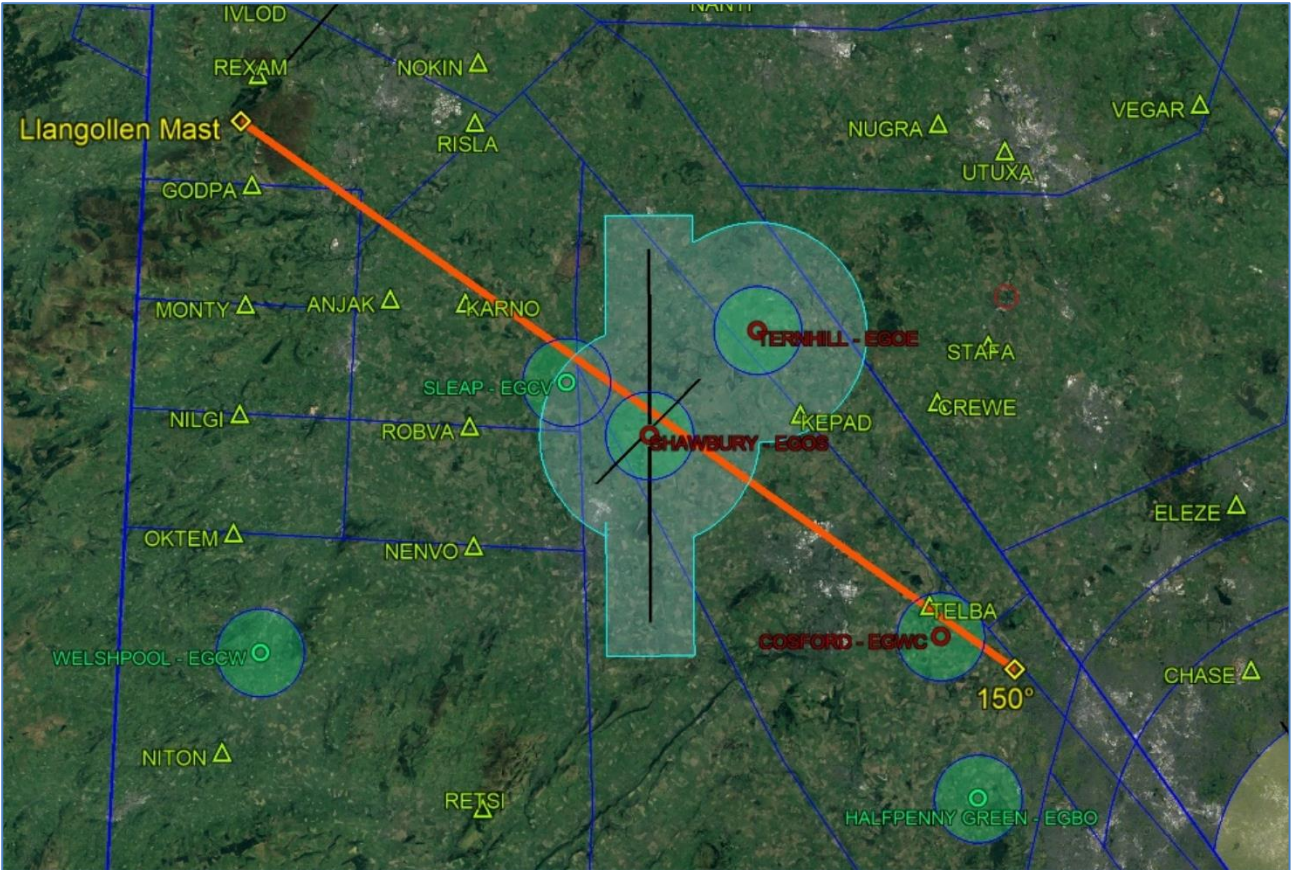 IVLOD
NANTI
REXAM
NOKIN
VEGAR
Llangollen Mast
NUGRA
RISLA
UTUXA
GODPA
MONTY
ANJAK
KARNO
TERNHILL - EGOE
STAFA
SLEAP - EGCV
CREWE
NILGI
KEPAD
ROBVA
SHAWBURY - EGOS
ELEZE
OKTEM
NENVO
TELBA
COSFORD - EGWC
WELSHPOOL - EGCW
CHASE
150°
NITON
RETSI
HALFPENNY GREEN - EGBO